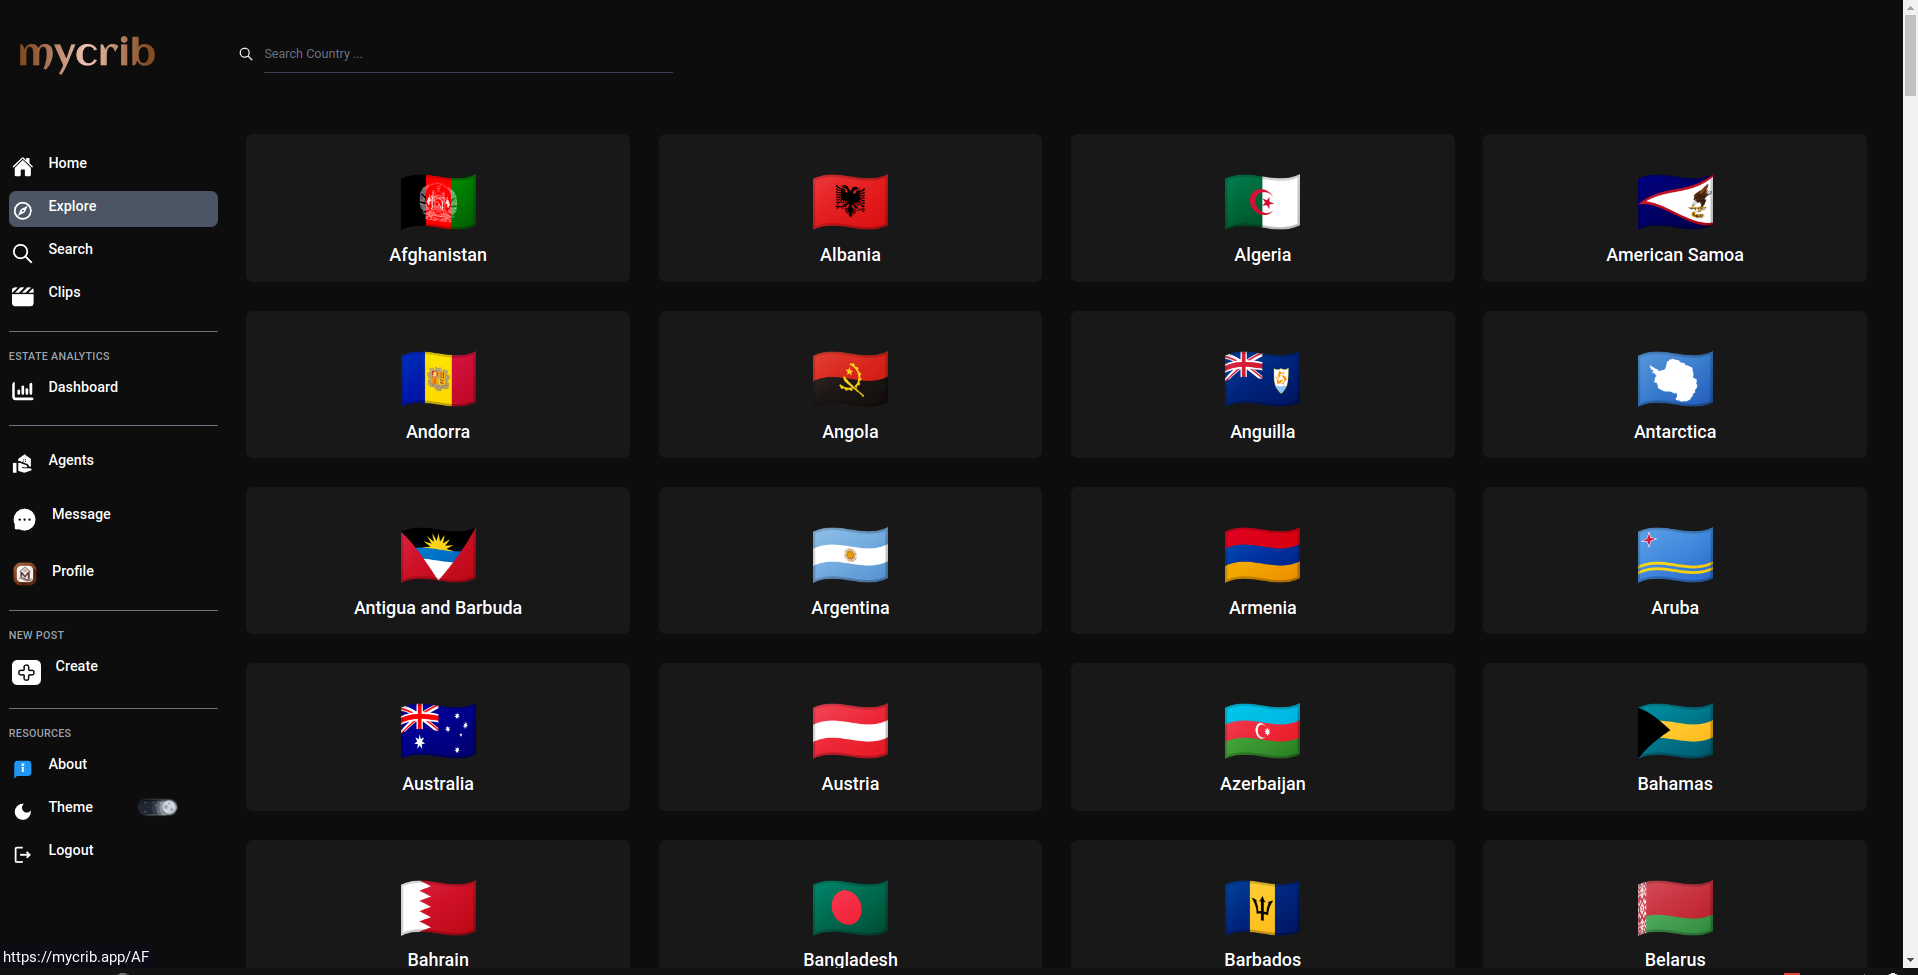 mycrib
Search Country ...
Home
Explore
Search
Clips
ESTATE ANALYTICS
Dashboard
Agents
Message
Profile
NEW POST
Create
RESOURCES
About
Theme
Logout
Afghanistan
Albania
Algeria
American Samoa
Andorra
Angola
Anguilla
Antarctica
Antigua and Barbuda
Argentina
Armenia
Aruba
Australia
Austria
Azerbaijan
Bahamas
Bahrain
Bangladesh
Barbados
Belarus
https://mycrib.app/AF